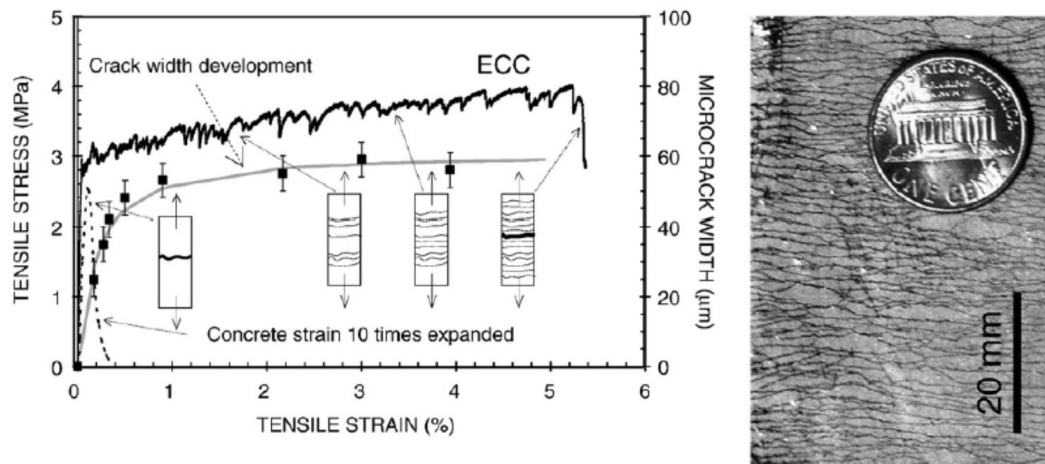 5
4
3
2
1
0
TENSILE STRESS (MPa)
Crack width development
ECC
Concrete strain 10 times expanded
0
1
2
3
4
5
6
TENSILE STRAIN (%)
100
80
60
40
20
0
MICROCRACK WIDTH (μm)
UNITED STATES OF AMERICA
ONE CENT
20 mm